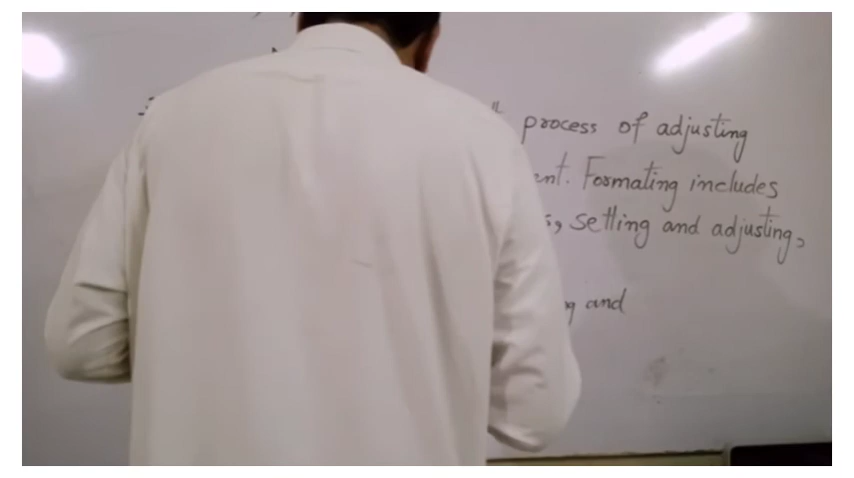 process of adjusting
ent. Formating includes
s, setting and adjusting,
and